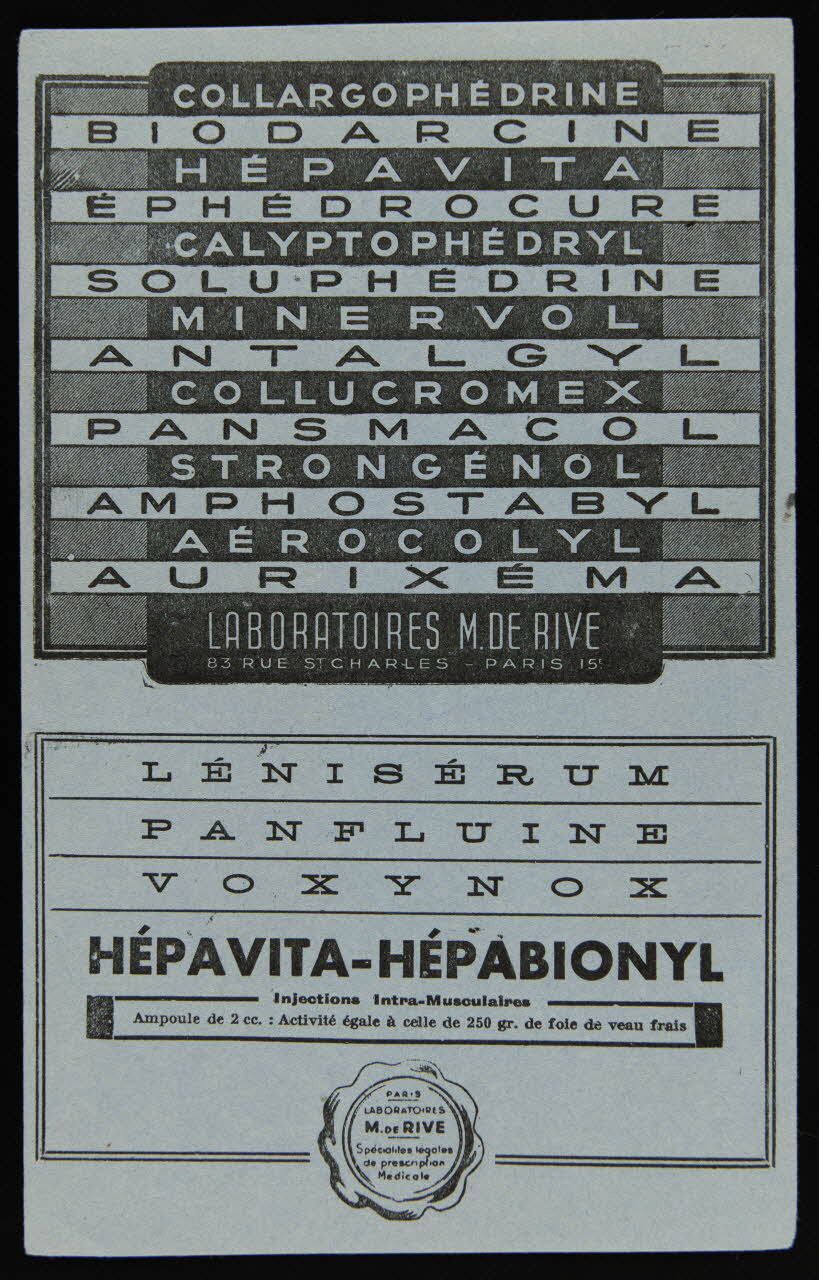 COLLARGOPHÉDRINE
BIODARCINE
HÉPAVITA
ÉPHÉDROCURE
CALYPTOPHÉDRYL
SOLUPHÉDRINE
MINERVOL
ANTALGYL
COLLUCROMEX
PANSMACOL
STRONGÉNOL
AMPHOSTABYL
AÉROCOLYL
AURIXÉMA
LABORATOIRES M.DE RIVE
83 RUE ST CHARLES - PARIS 15E
LÉNISÉRUM
PANFLUINE
VOXYNOX
HÉPAVITA-HÉPABIONYL
Injections Intra-Musculaires
Ampoule de 2 cc. : Activité égale à celle de 250 gr. de foie de veau frais
PARIS
LABORATOIRES
M.DE RIVE
Spécialités légales
de prescription
Medicale